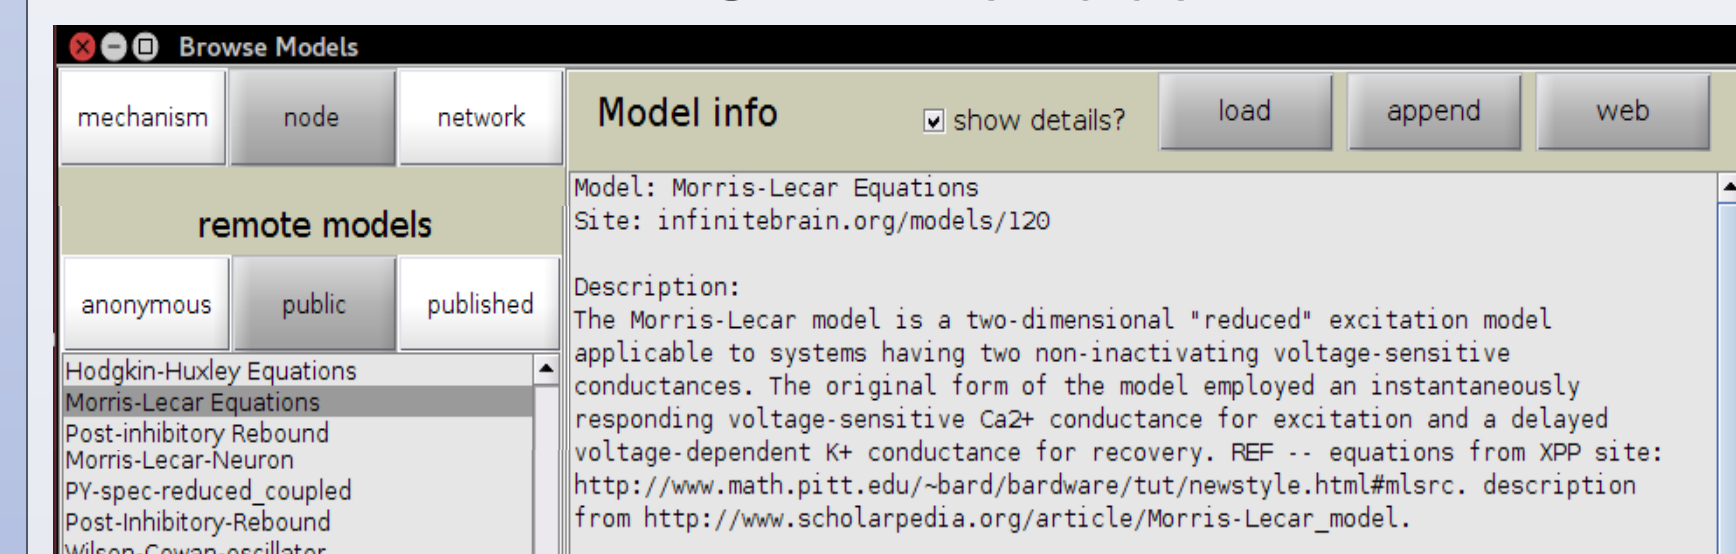 Browse Models
mechanism node network
Model info show details? load append web
remote models
anonymous public published
Hodgkin-Huxley Equations
Morris-Lecar Equations
Post-inhibitory Rebound
Morris-Lecar-Neuron
PY-spec-reduced_coupled
Post-Inhibitory-Rebound
Wilson-Cowan-oscillator
Model: Morris-Lecar Equations
Site: infinitebrain.org/models/120
Description:
The Morris-Lecar model is a two-dimensional "reduced" excitation model
applicable to systems having two non-inactivating voltage-sensitive
conductances. The original form of the model employed an instantaneously
responding voltage-sensitive Ca2+ conductance for excitation and a delayed
voltage-dependent K+ conductance for recovery. REF -- equations from XPP site:
http://www.math.pitt.edu/~bard/bardware/tut/newstyle.html#mlsrc. description
from http://www.scholarpedia.org/article/Morris-Lecar_model.